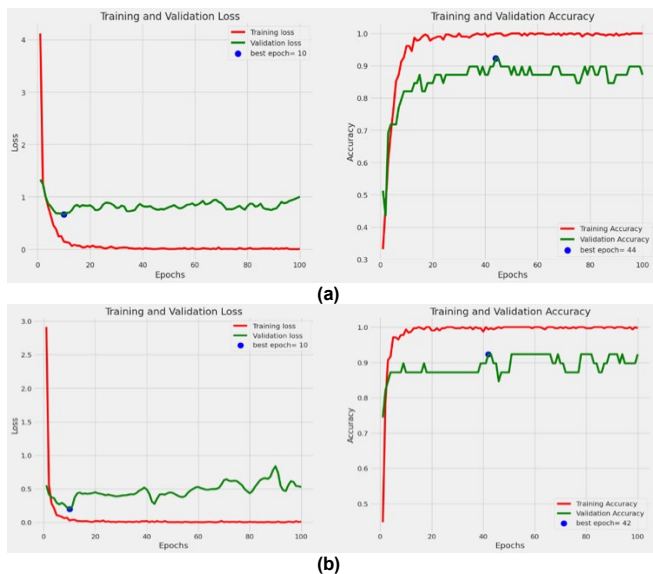 Training and Validation Loss
Training loss
Validation loss
best epoch= 10
4
3
2
1
0
Loss
0 20 40 60 80 100
Epochs
Training and Validation Accuracy
1.0
0.9
0.8
0.7
0.6
0.5
0.4
0.3
Accuracy
Training Accuracy
Validation Accuracy
best epoch= 44
0 20 40 60 80 100
Epochs
(a)
Training and Validation Loss
Training loss
Validation loss
best epoch= 10
3.0
2.5
2.0
1.5
1.0
0.5
0.0
Loss
0 20 40 60 80 100
Epochs
Training and Validation Accuracy
1.0
0.9
0.8
0.7
0.6
0.5
Accuracy
Training Accuracy
Validation Accuracy
best epoch= 42
0 20 40 60 80 100
Epochs
(b)